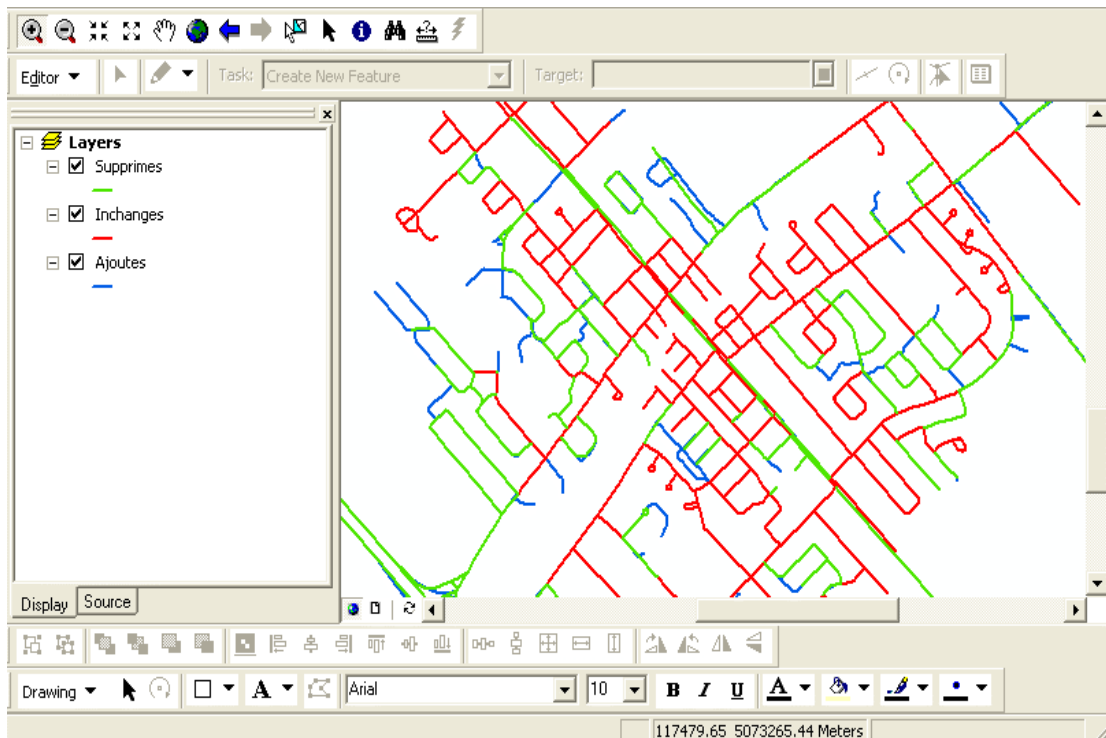 Editor
Task: Create New Feature Target:
Layers
Supprimes
Inchanges
Ajoutes
Display Source
Drawing A Arial 10 B I U A
117479.65 5073265.44 Meters